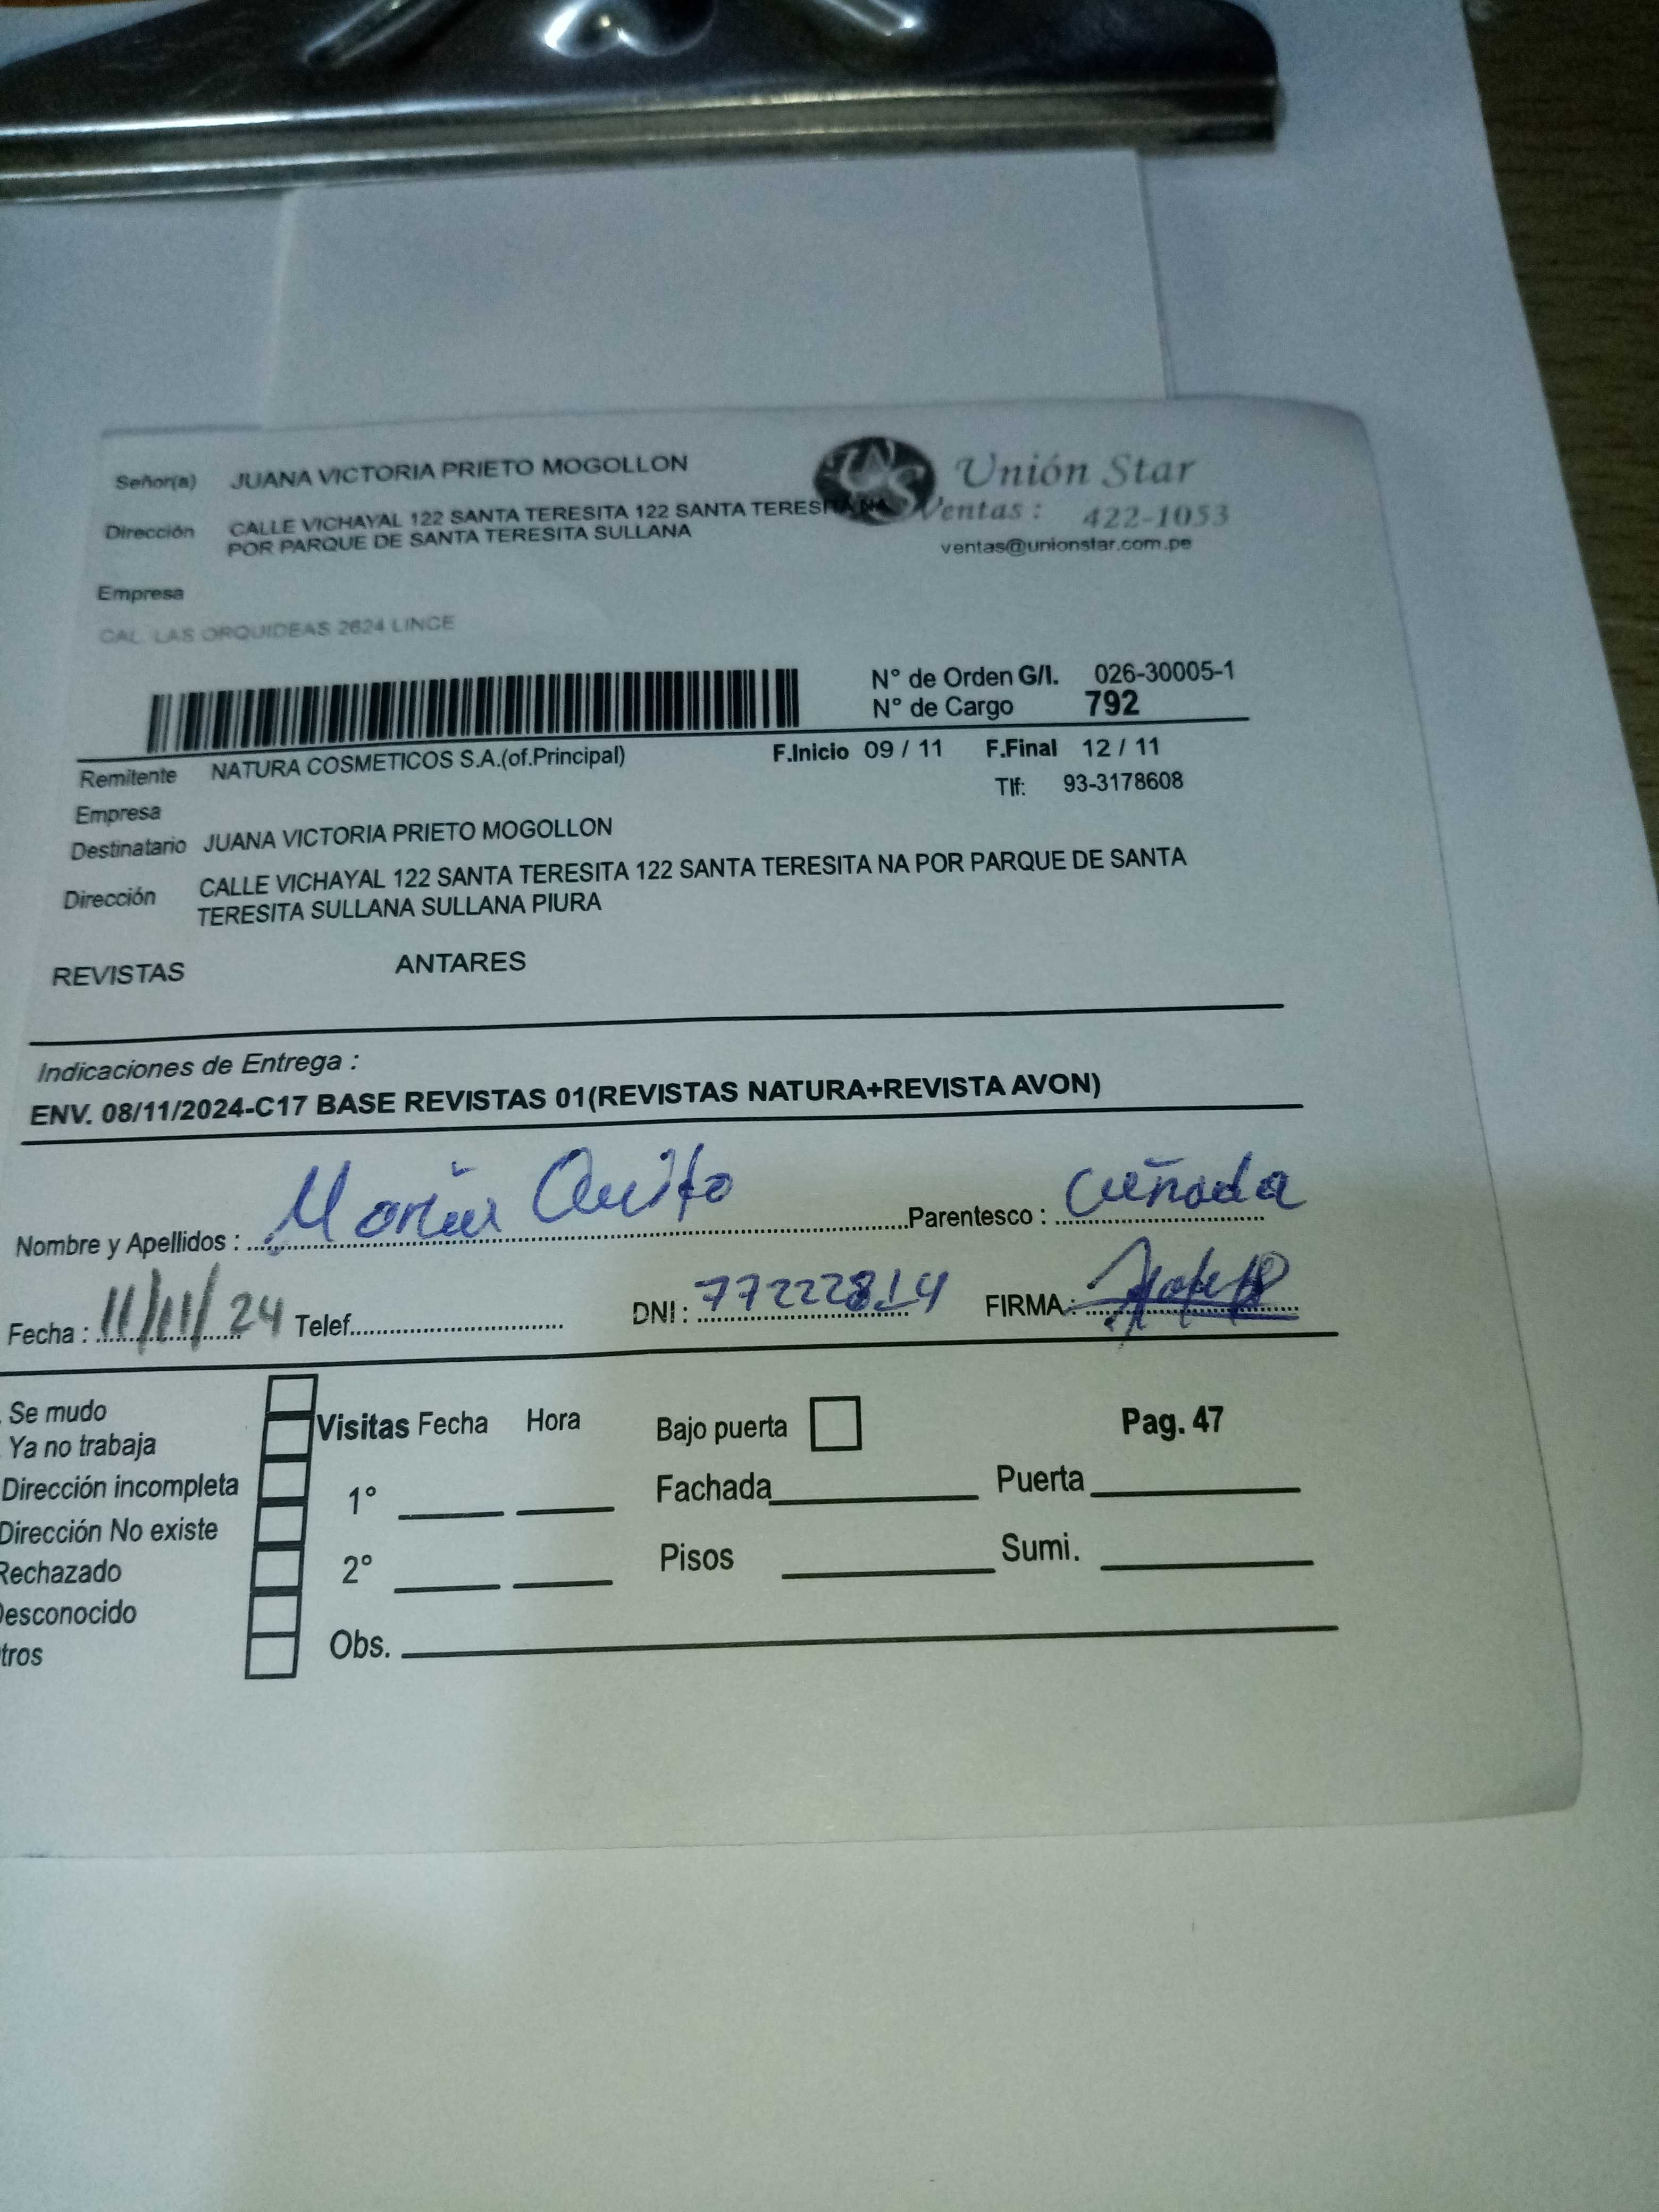 Señor(a) JUANA VICTORIA PRIETO MOGOLLON
Unión Star
Dirección CALLE VICHAYAL 122 SANTA TERESITA 122 SANTA TERESITA NA
POR PARQUE DE SANTA TERESITA SULLANA
Ventas : 422-1053
ventas@unionstar.com.pe
Empresa
CAL. LAS ORQUIDEAS 2624 LINCE
N° de Orden G/I. 026-30005-1
N° de Cargo 792
Remitente NATURA COSMETICOS S.A.(of.Principal) F.Inicio 09 / 11 F.Final 12 / 11
Empresa Tlf: 93-3178608
Destinatario JUANA VICTORIA PRIETO MOGOLLON
Dirección CALLE VICHAYAL 122 SANTA TERESITA 122 SANTA TERESITA NA POR PARQUE DE SANTA
TERESITA SULLANA SULLANA PIURA
REVISTAS ANTARES
Indicaciones de Entrega :
ENV. 08/11/2024-C17 BASE REVISTAS 01(REVISTAS NATURA+REVISTA AVON)
Nombre y Apellidos : Parentesco : cuñada
Fecha : 11/11/24 Telef. DNI : 77222814 FIRMA :
Se mudo
Ya no trabaja
Dirección incompleta
Dirección No existe
Rechazado
Desconocido
tros
Visitas Fecha Hora Bajo puerta Pag. 47
1° Fachada Puerta
2° Pisos Sumi.
Obs.